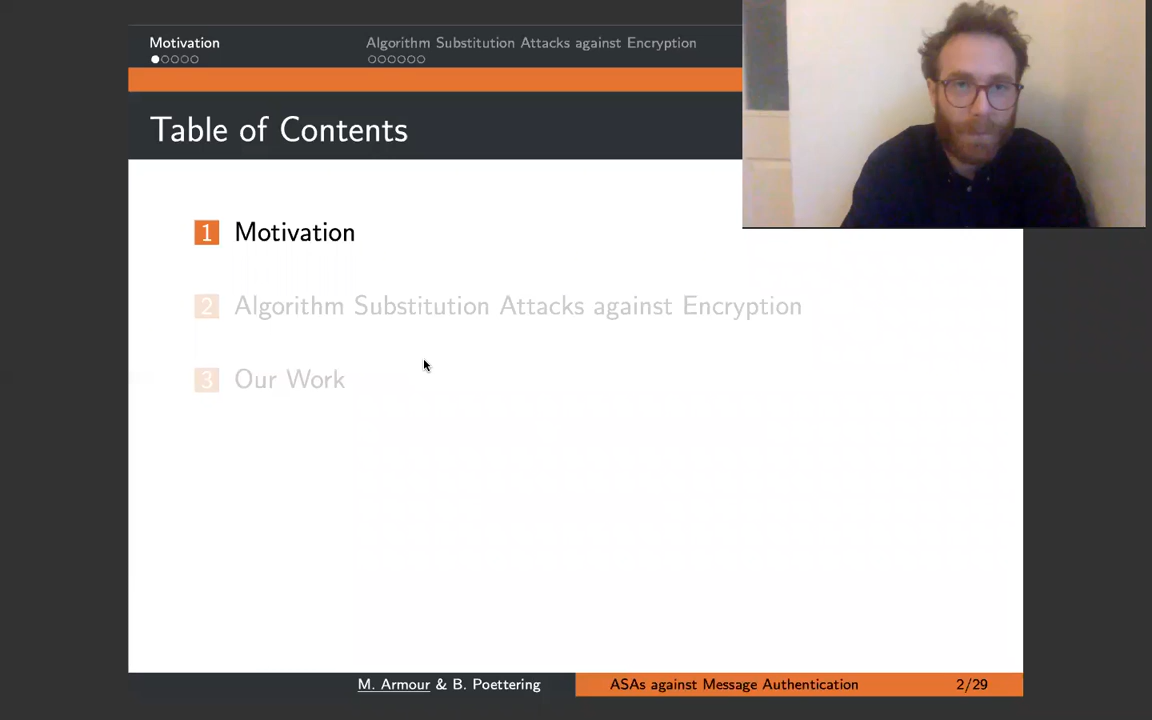 Motivation
Algorithm Substitution Attacks against Encryption
Table of Contents
1 Motivation
2 Algorithm Substitution Attacks against Encryption
3 Our Work
M. Armour & B. Poettering
ASAs against Message Authentication
2/29